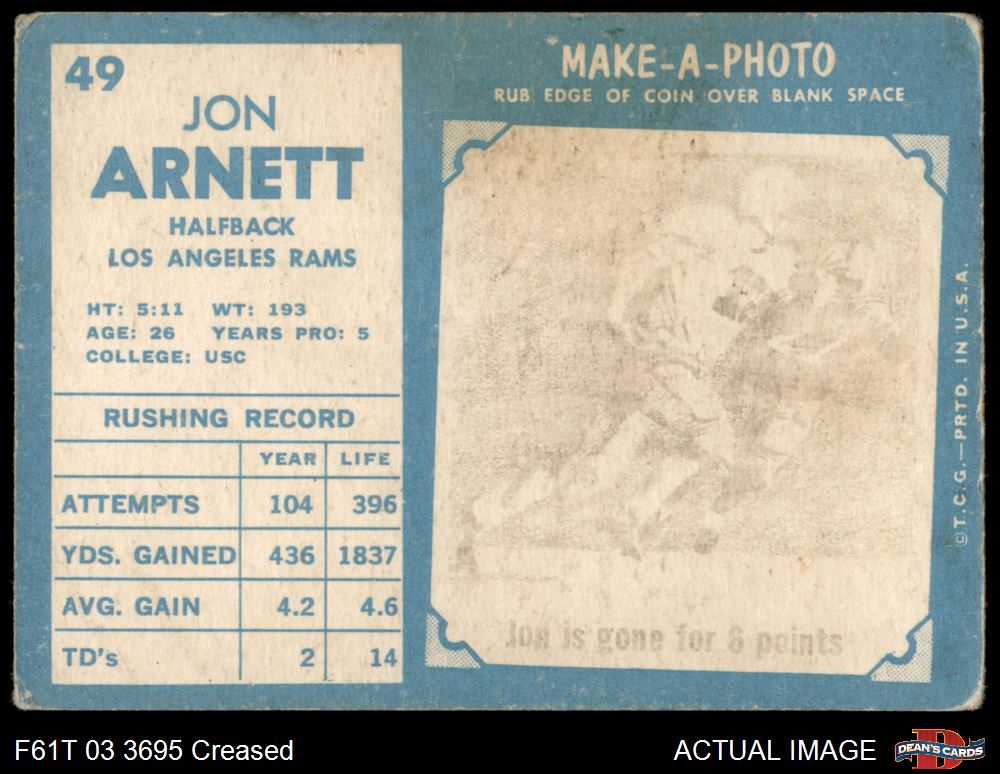 49
JON
ARNETT
HALFBACK
LOS ANGELES RAMS
HT: 5:11 WT: 193
AGE: 26 YEARS PRO: 5
COLLEGE: USC
RUSHING RECORD
YEAR LIFE
ATTEMPTS 104 396
YDS. GAINED 436 1837
AVG. GAIN 4.2 4.6
TD's 2 14
MAKE-A-PHOTO
RUB EDGE OF COIN OVER BLANK SPACE
Jon is gone for 6 points
©T.C.G.—PRTD. IN U.S.A.
F61T 03 3695 Creased
ACTUAL IMAGE
DEAN'S CARDS